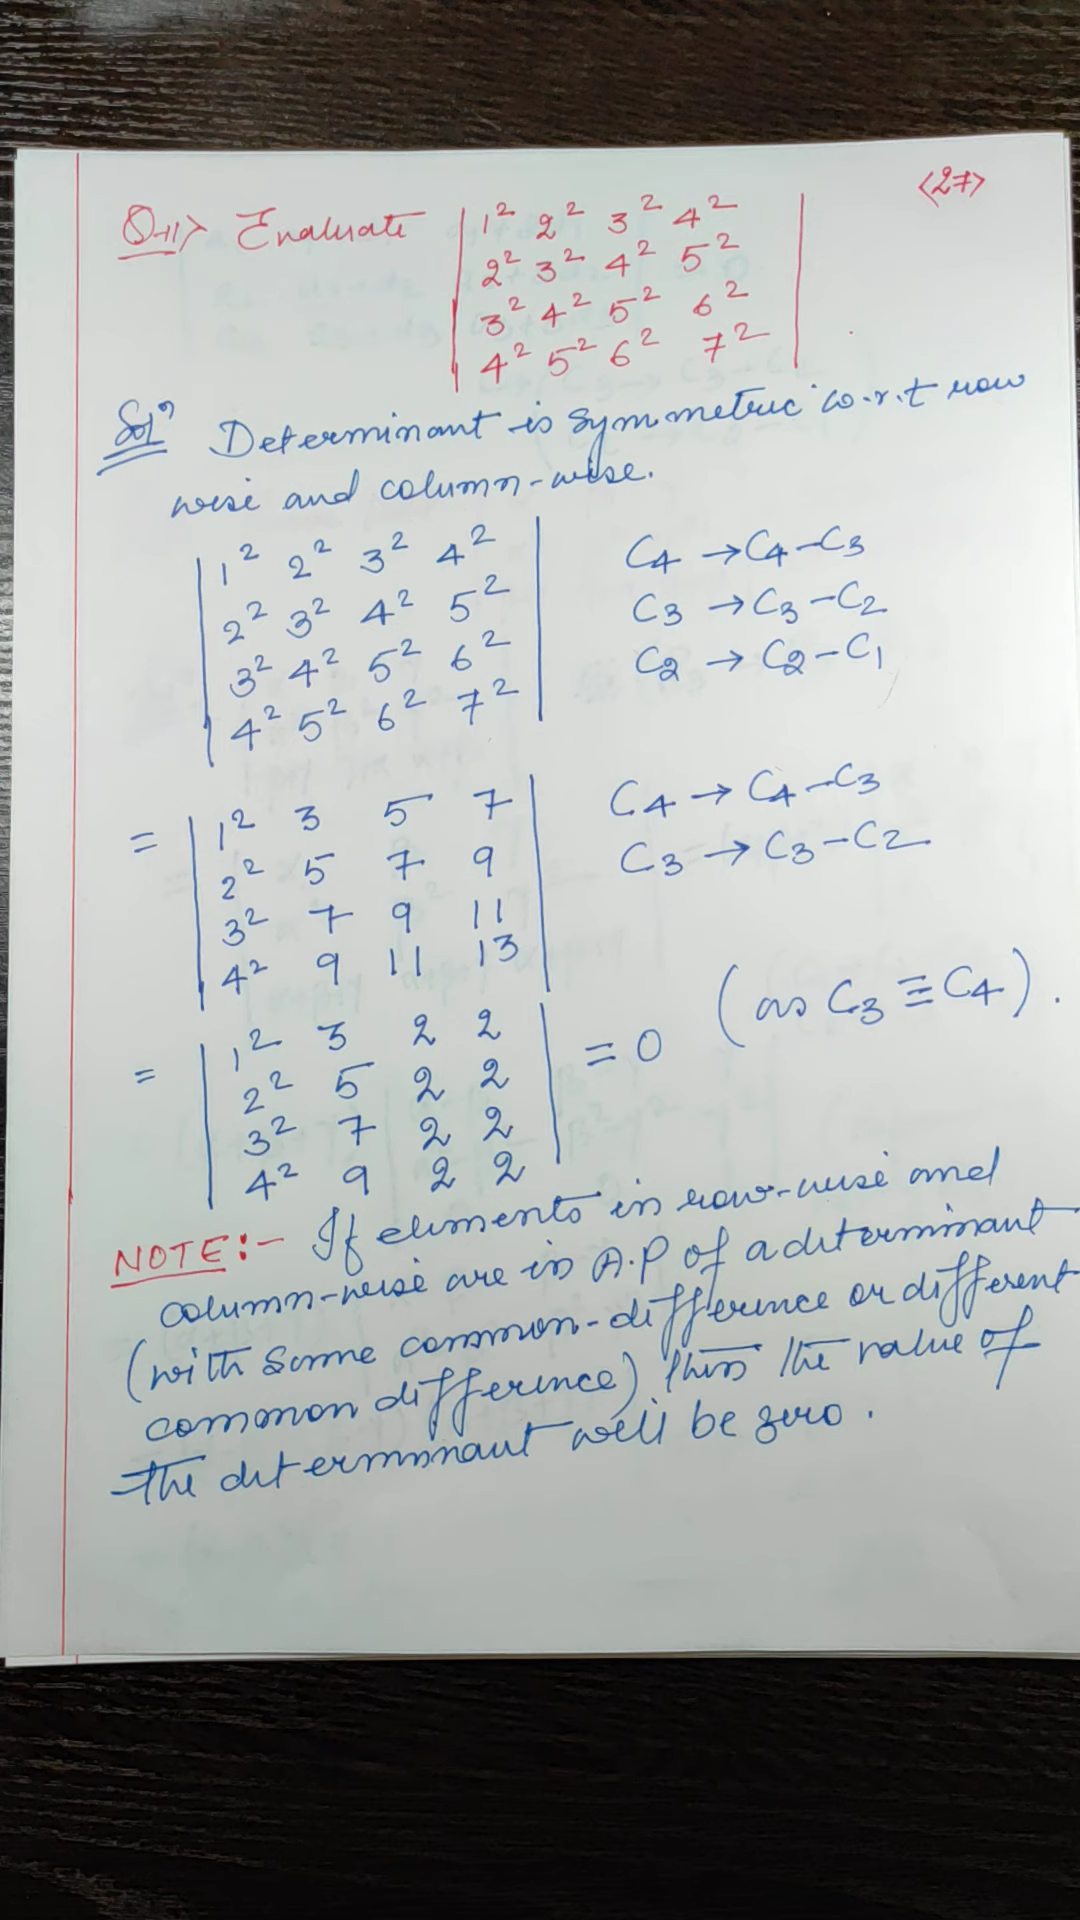 <27>
Q-11> Evaluate | 1² 2² 3² 4² |
| 2² 3² 4² 5² |
| 3² 4² 5² 6² |
| 4² 5² 6² 7² |
Solⁿ Determinant is symmetric w.r.t row
wise and column-wise.
| 1² 2² 3² 4² | C4 → C4-C3
| 2² 3² 4² 5² | C3 → C3-C2
| 3² 4² 5² 6² | C2 → C2-C1
| 4² 5² 6² 7² |
= | 1² 3 5 7 | C4 → C4-C3
| 2² 5 7 9 | C3 → C3-C2
| 3² 7 9 11 |
| 4² 9 11 13 |
= | 1² 3 2 2 | = 0 (as C3 ≡ C4).
| 2² 5 2 2 |
| 3² 7 2 2 |
| 4² 9 2 2 |
NOTE:- If elements in row-wise and
column-wise are in A.P of a determinant
(with same common-difference or different
common difference) then the value of
the determinant will be zero.